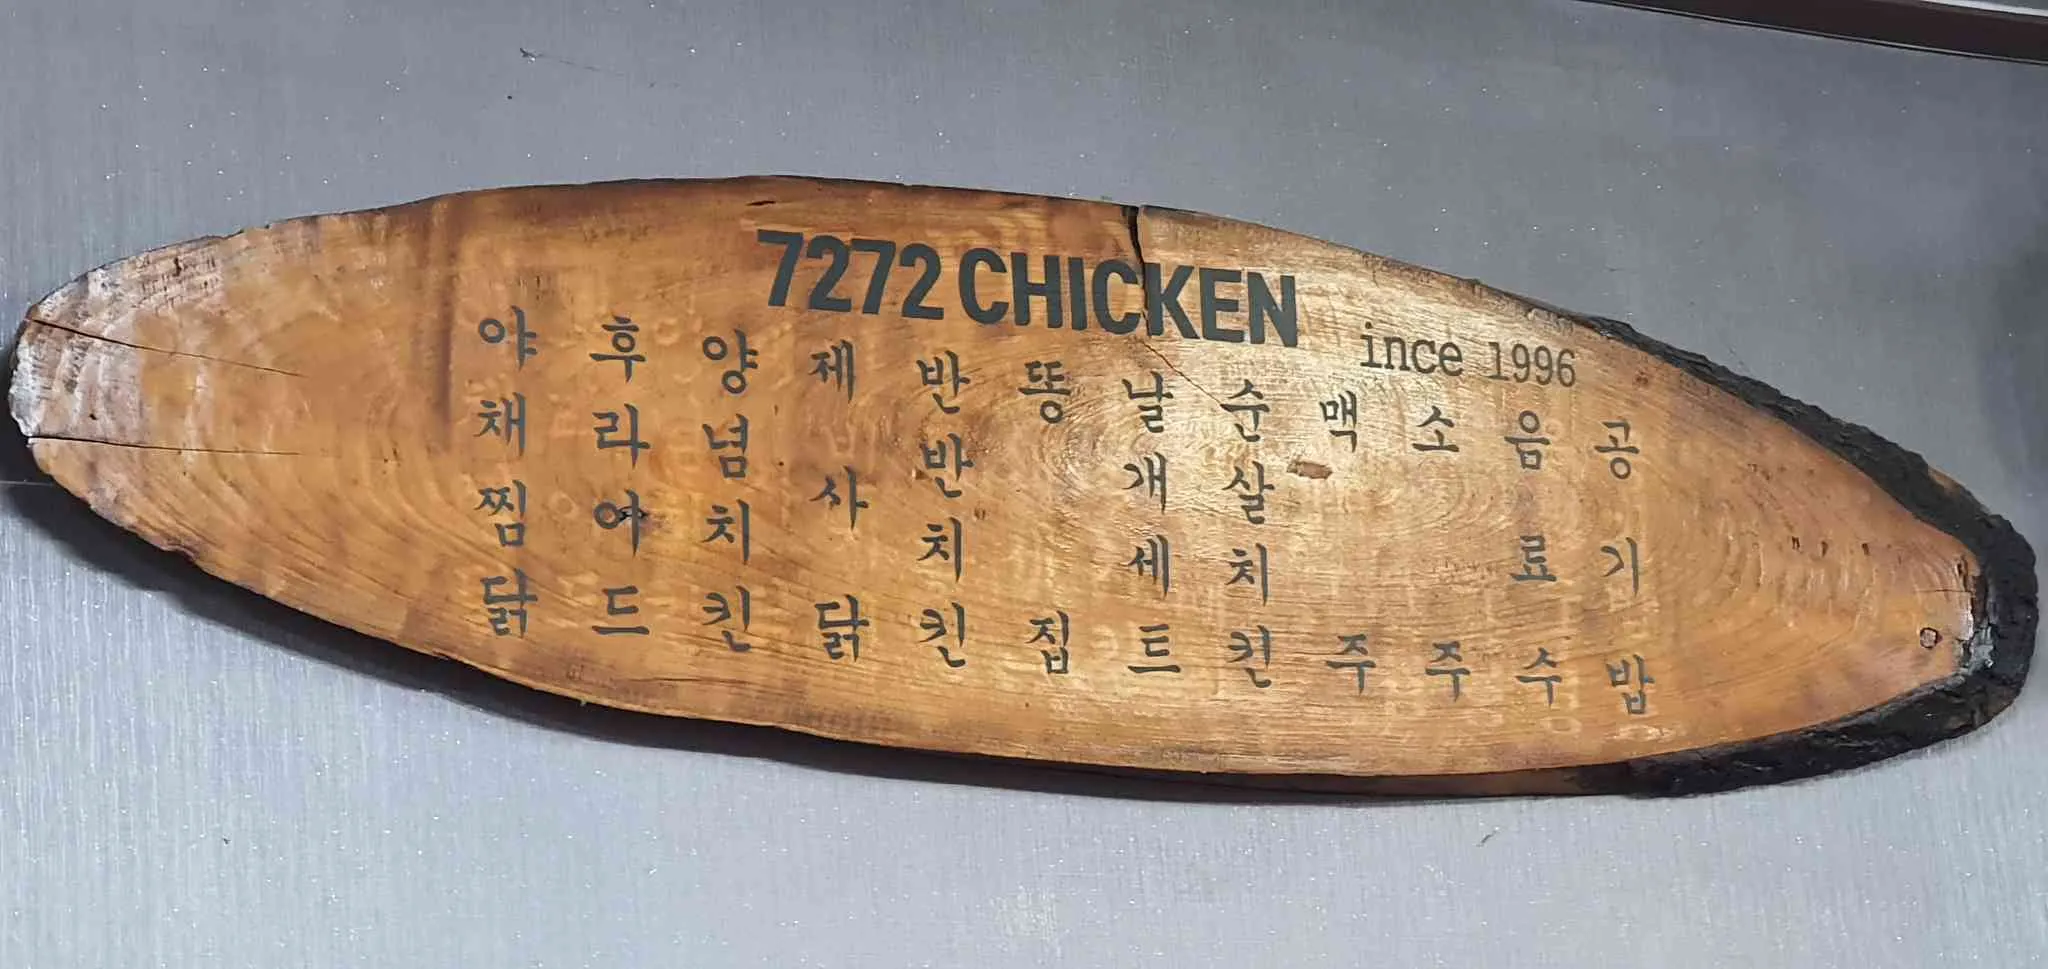 7272 CHICKEN
ince 1996
야채찜닭
후라이드
양념치킨
제사닭
반반치킨
똥집
날개세트
순살치킨
맥주
소주
음료수
공기밥